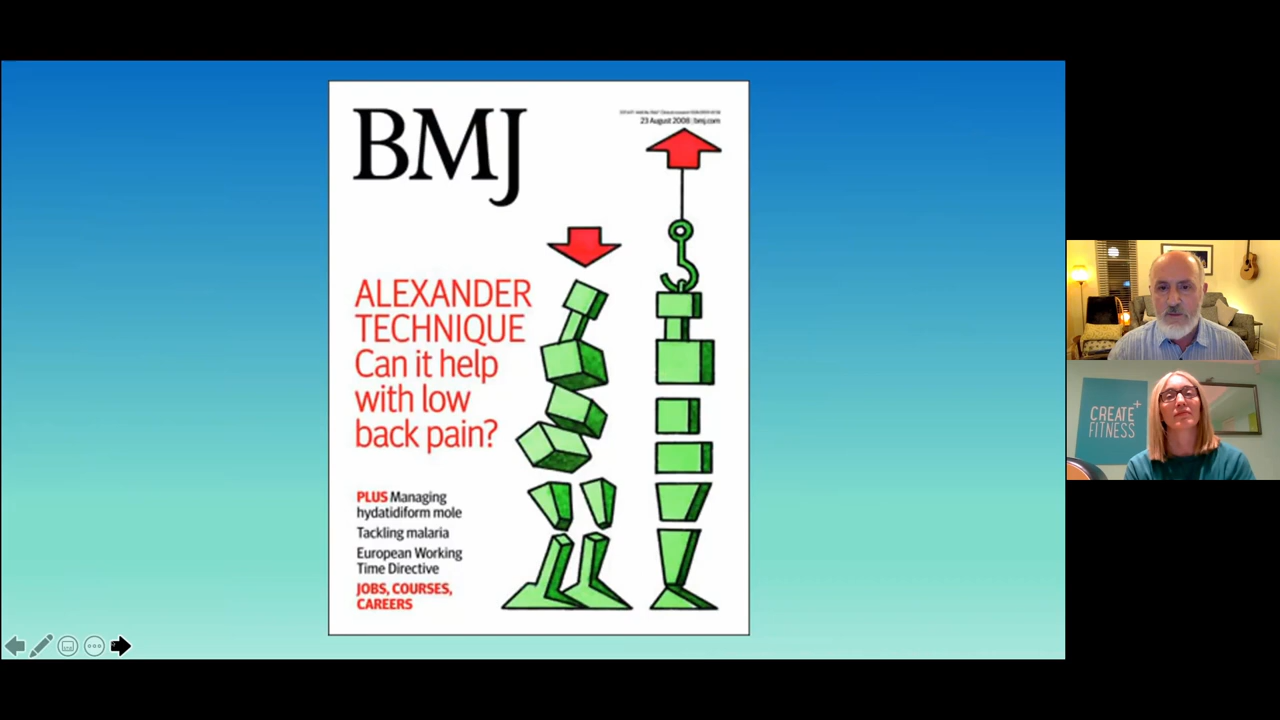 BMJ
23 August 2008 | bmj.com
ALEXANDER
TECHNIQUE
Can it help
with low
back pain?
PLUS Managing
hydatidiform mole
Tackling malaria
European Working
Time Directive
JOBS, COURSES,
CAREERS
CREATE+
FITNESS